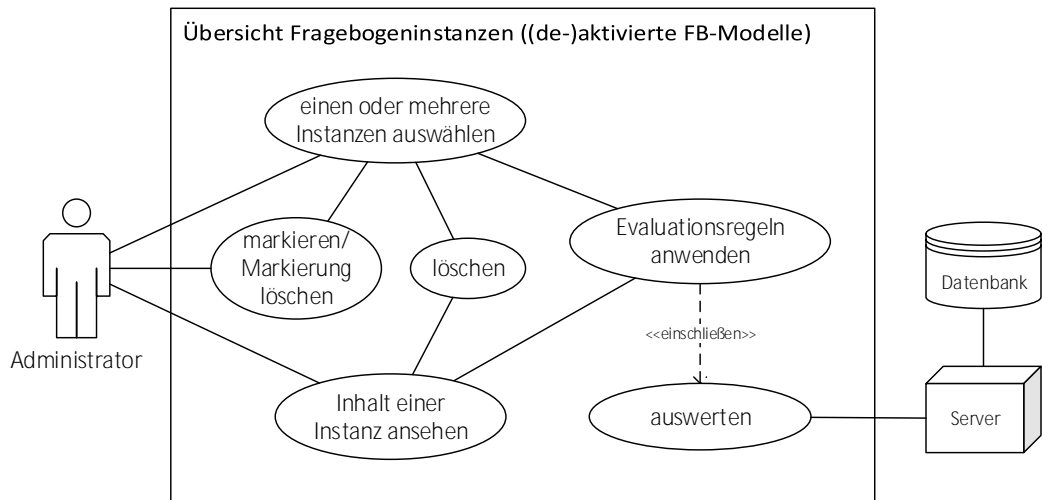 Übersicht Fragebogeninstanzen ((de-)aktivierte FB-Modelle)
einen oder mehrere
Instanzen auswählen
markieren/
Markierung
löschen
löschen
Evaluationsregeln
anwenden
Datenbank
<<einschließen>>
Administrator
Inhalt einer
Instanz ansehen
auswerten
Server